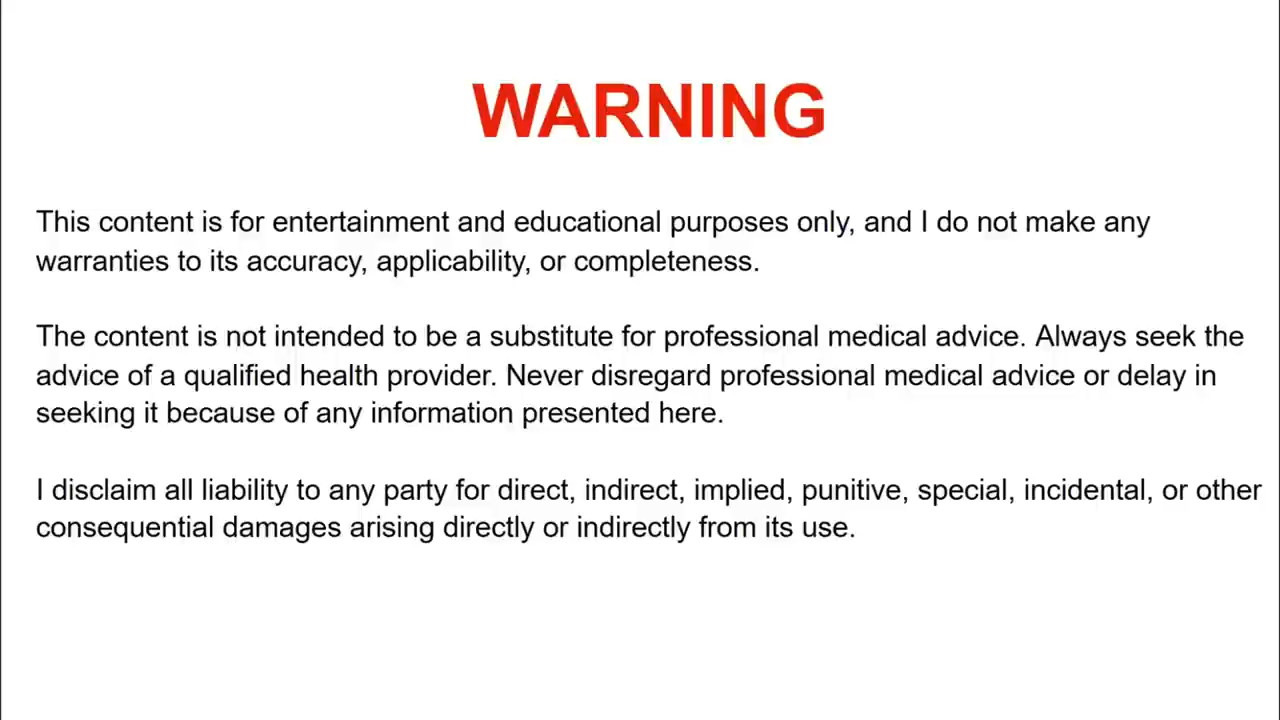 WARNING
This content is for entertainment and educational purposes only, and I do not make any
warranties to its accuracy, applicability, or completeness.
The content is not intended to be a substitute for professional medical advice. Always seek the
advice of a qualified health provider. Never disregard professional medical advice or delay in
seeking it because of any information presented here.
I disclaim all liability to any party for direct, indirect, implied, punitive, special, incidental, or other
consequential damages arising directly or indirectly from its use.